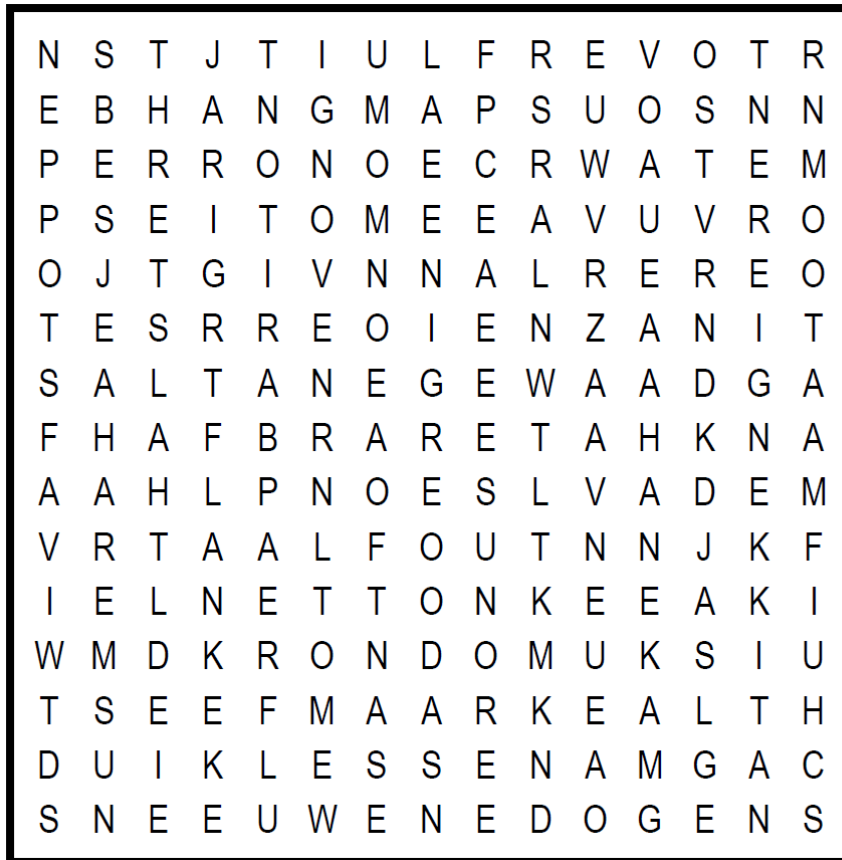 N S T J T I U L F R E V O T R
E B H A N G M A P S U O S N N
P E R R O N O E C R W A T E M
P S E I T O M E E A V U V R O
O J T G I V N N A L R E R E O
T E S R R E O I E N Z A N I T
S A L T A N E G E W A A D G A
F H A F B R A R E T A H K N A
A A H L P N O E S L V A D E M
V R T A A L F O U T N N J K F
I E L N E T T O N K E E A K I
W M D K R O N D O M U K S I U
T S E E F M A A R K E A L T H
D U I K L E S S E N A M G A C
S N E E U W E N E D O G E N S